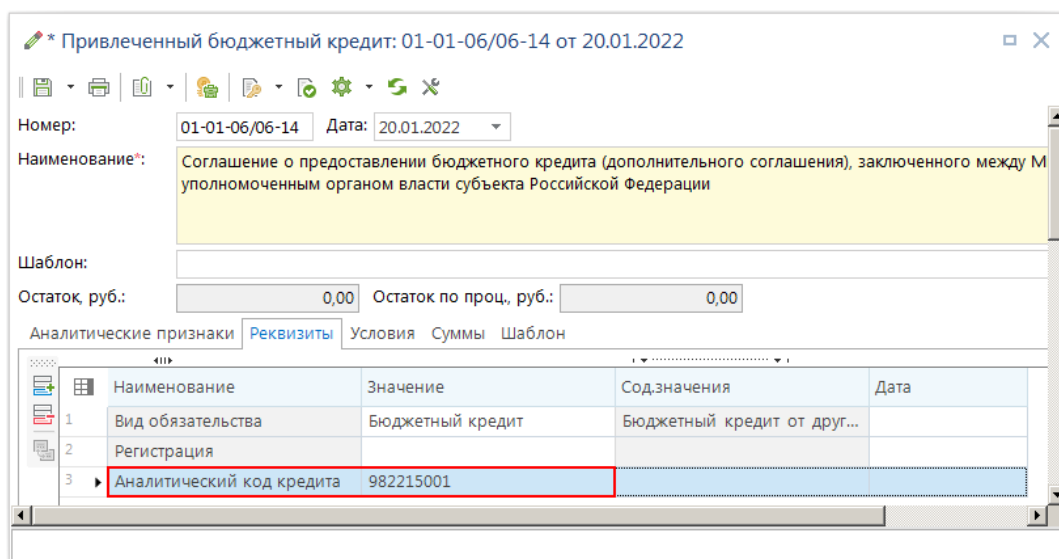 * Привлеченный бюджетный кредит: 01-01-06/06-14 от 20.01.2022
Номер: 01-01-06/06-14 Дата: 20.01.2022
Наименование*: Соглашение о предоставлении бюджетного кредита (дополнительного соглашения), заключенного между М
уполномоченным органом власти субъекта Российской Федерации
Шаблон:
Остаток, руб.: 0,00 Остаток по проц., руб.: 0,00
Аналитические признаки Реквизиты Условия Суммы Шаблон
Наименование Значение Сод.значения Дата
1 Вид обязательства Бюджетный кредит Бюджетный кредит от друг...
2 Регистрация
3 Аналитический код кредита 982215001